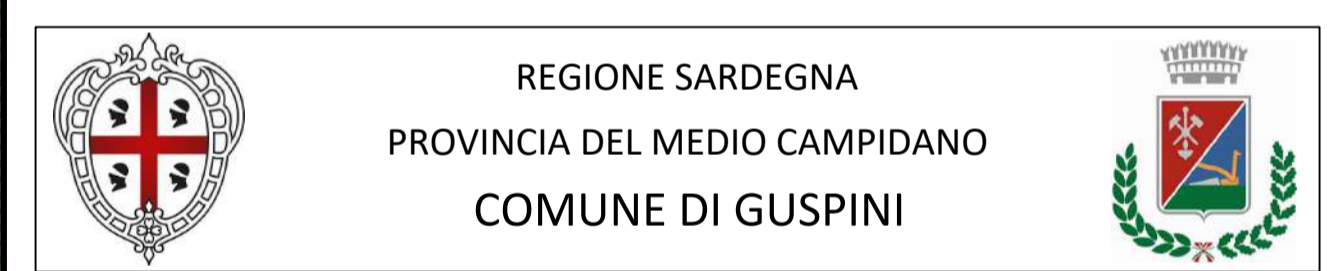 REGIONE SARDEGNA
PROVINCIA DEL MEDIO CAMPIDANO
COMUNE DI GUSPINI